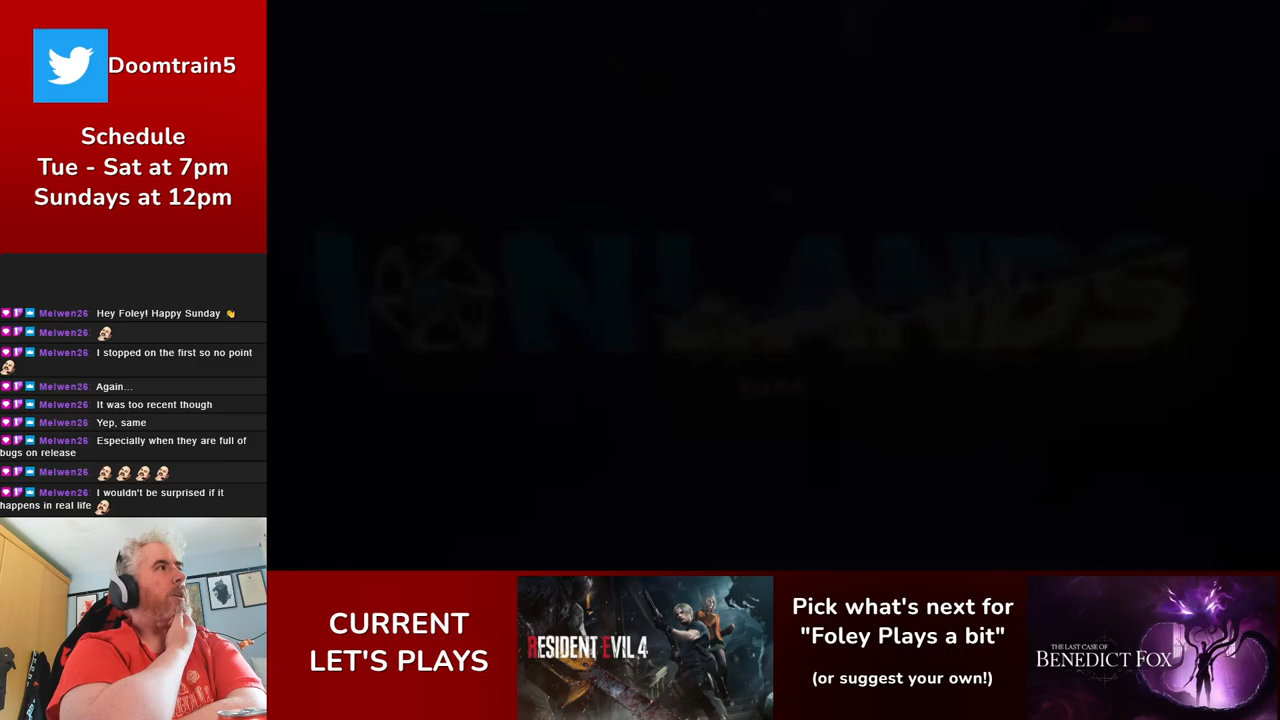 Doomtrain5
Schedule
Tue - Sat at 7pm
Sundays at 12pm
Melwen26: Hey Foley! Happy Sunday
Melwen26:
Melwen26: I stopped on the first so no point
Melwen26: Again...
Melwen26: It was too recent though
Melwen26: Yep, same
Melwen26: Especially when they are full of
bugs on release
Melwen26:
Melwen26: I wouldn't be surprised if it
happens in real life
IONLANDS
CURRENT
LET'S PLAYS
RESIDENT EVIL 4
Pick what's next for
"Foley Plays a bit"
(or suggest your own!)
THE LAST CASE OF
BENEDICT FOX